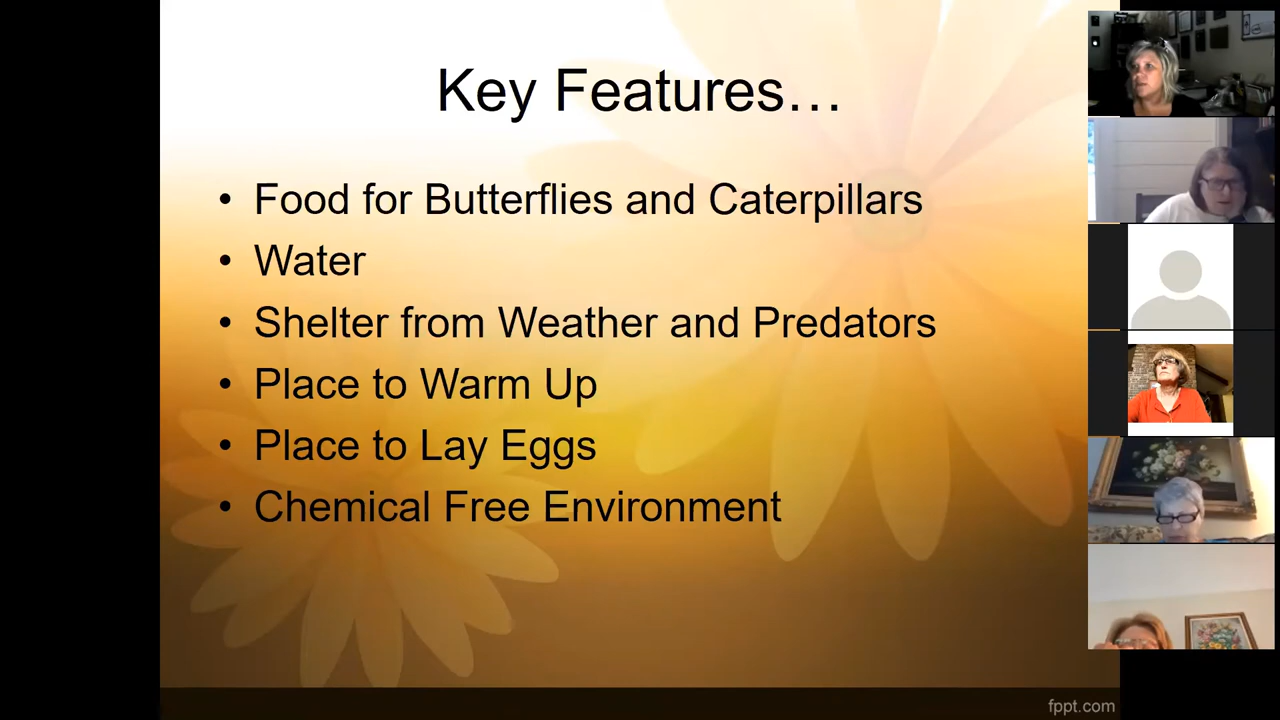 Key Features…
• Food for Butterflies and Caterpillars
• Water
• Shelter from Weather and Predators
• Place to Warm Up
• Place to Lay Eggs
• Chemical Free Environment
fppt.com